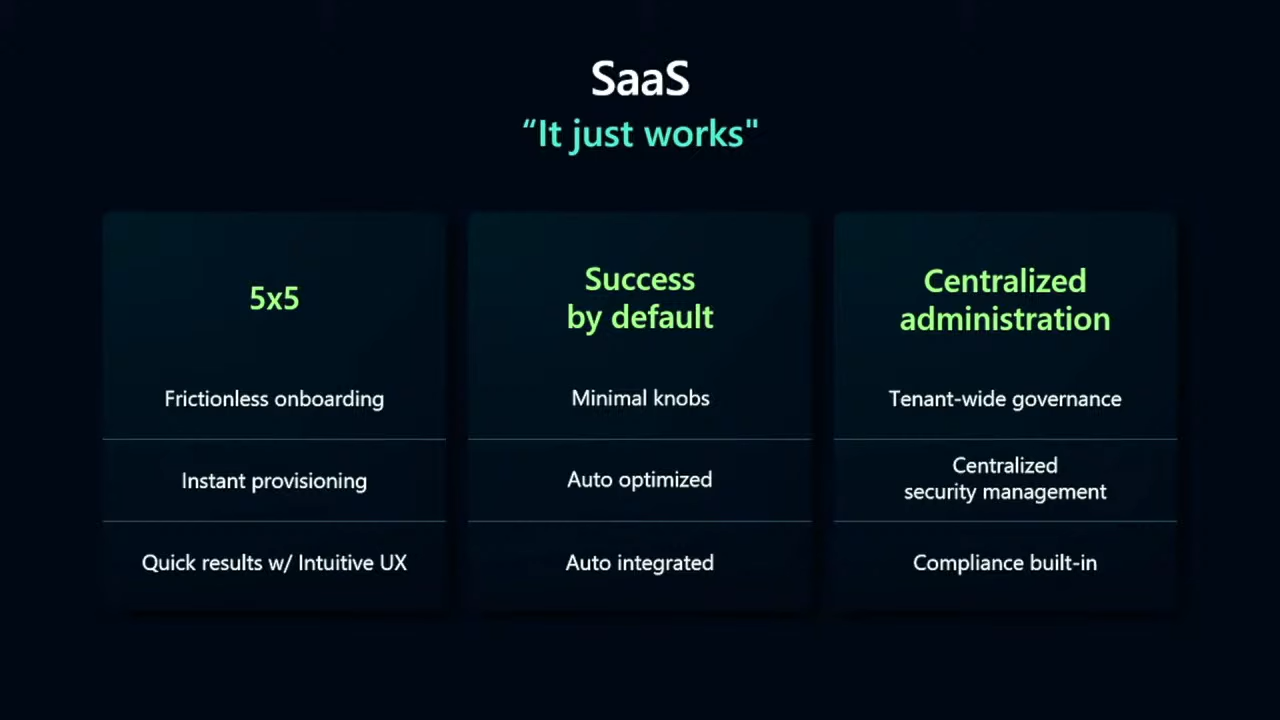 SaaS
“It just works"
5x5
Frictionless onboarding
Instant provisioning
Quick results w/ Intuitive UX
Success
by default
Minimal knobs
Auto optimized
Auto integrated
Centralized
administration
Tenant-wide governance
Centralized
security management
Compliance built-in